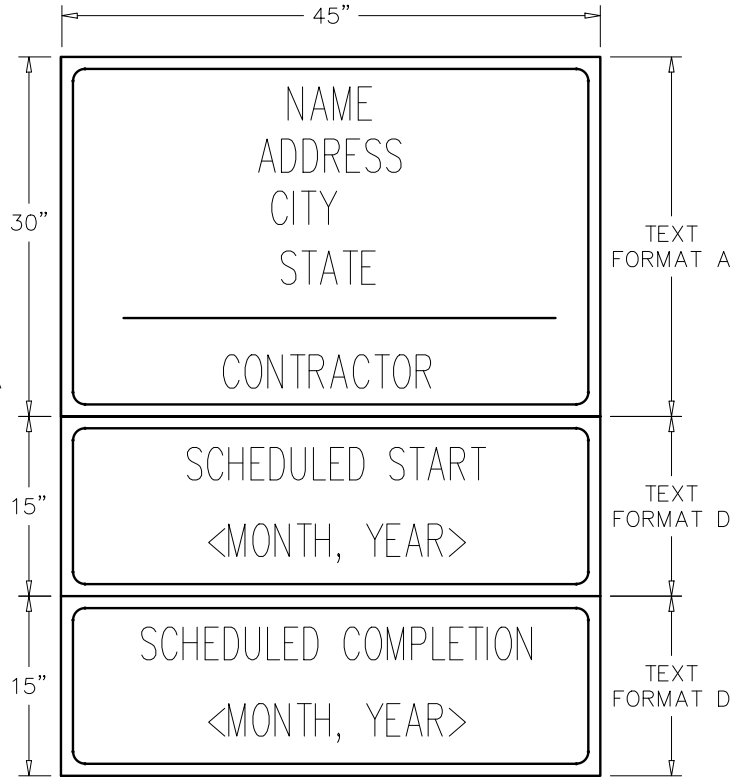 45”
30”
NAME
ADDRESS
CITY
STATE
CONTRACTOR
TEXT
FORMAT A
15”
SCHEDULED START
<MONTH, YEAR>
TEXT
FORMAT D
15”
SCHEDULED COMPLETION
<MONTH, YEAR>
TEXT
FORMAT D